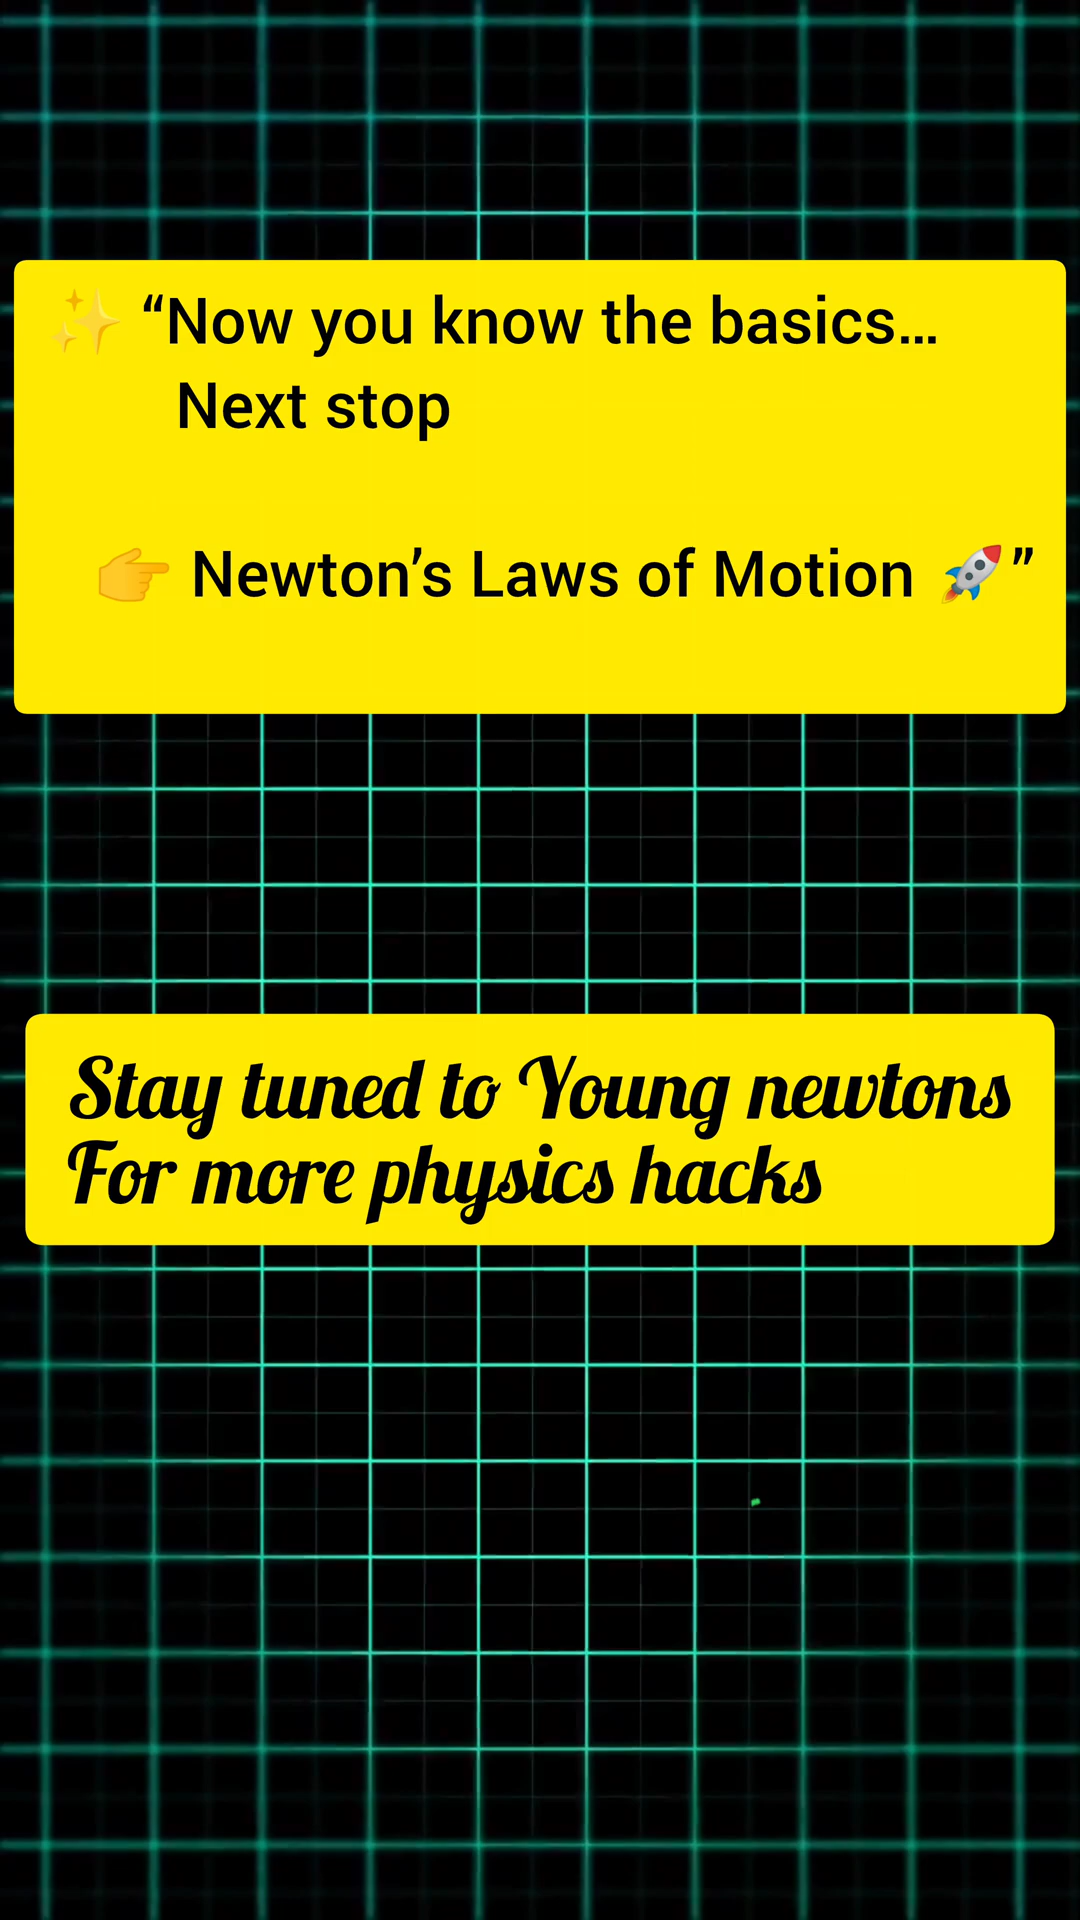 ✨ “Now you know the basics…
Next stop
👉 Newton’s Laws of Motion 🚀”
Stay tuned to Young newtons
For more physics hacks